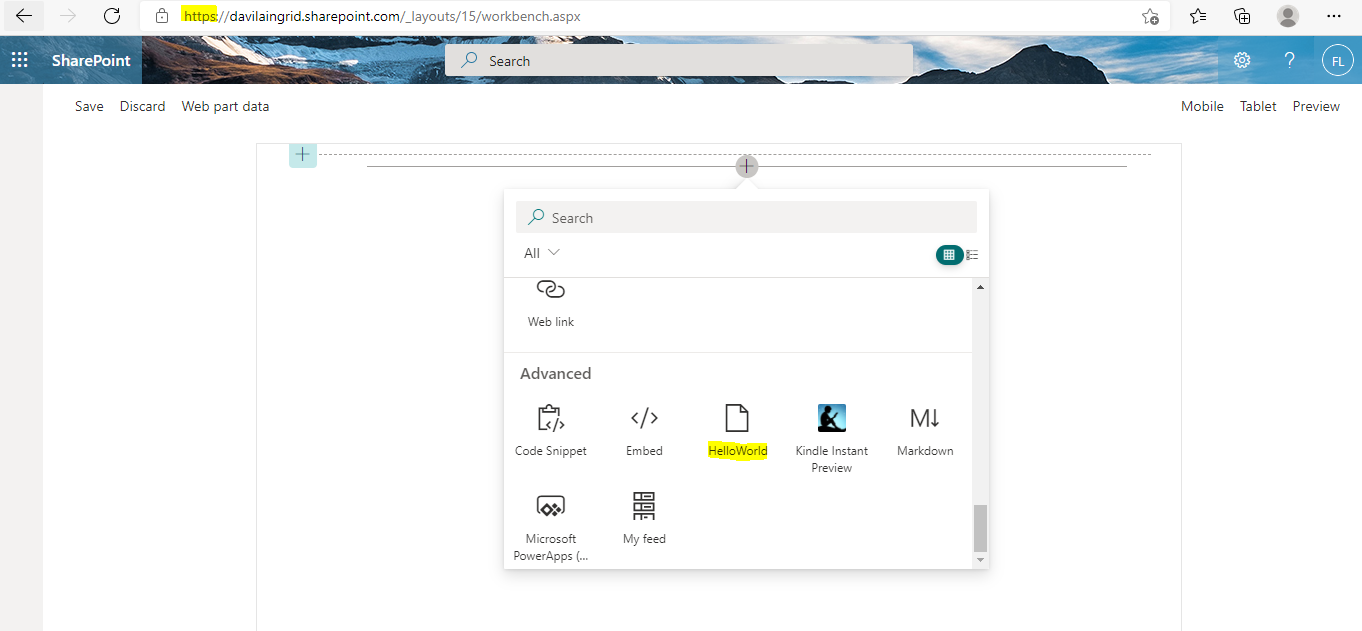 https://davilaingrid.sharepoint.com/_layouts/15/workbench.aspx
SharePoint
Search
FL
Save Discard Web part data
Mobile Tablet Preview
Search
All
Web link
Advanced
Code Snippet
Embed
HelloWorld
Kindle Instant
Preview
M↓
Markdown
Microsoft
PowerApps (...
My feed